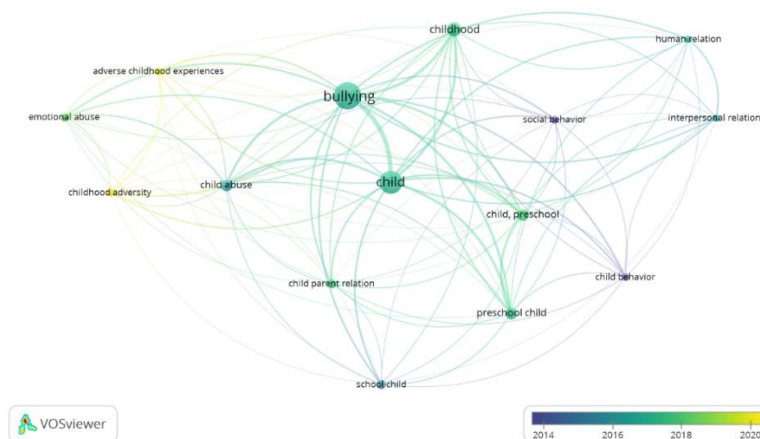 childhood
human relation
adverse childhood experiences
bullying
emotional abuse
social behavior
interpersonal relation
child abuse
child
childhood adversity
child, preschool
child behavior
child parent relation
preschool child
school child
VOSviewer
2014 2016 2018 2020